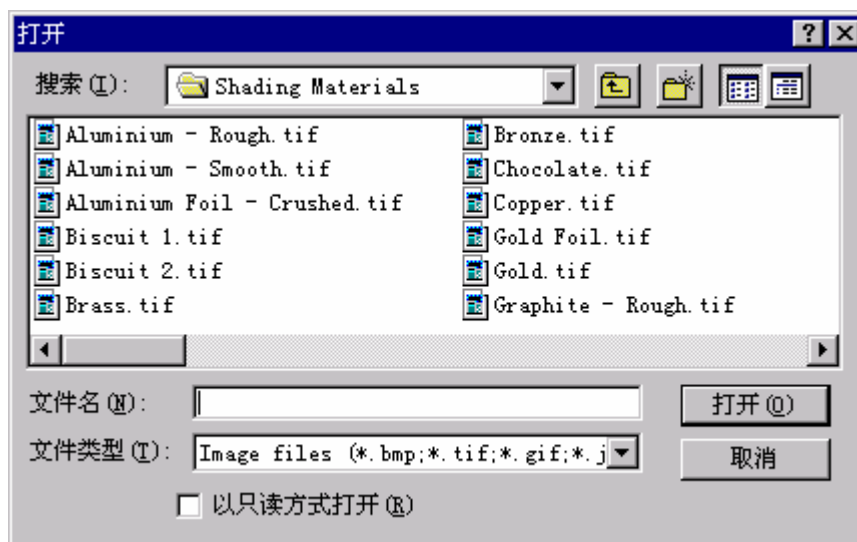 打开
搜索(I): Shading Materials
Aluminium - Rough.tif
Aluminium - Smooth.tif
Aluminium Foil - Crushed.tif
Biscuit 1.tif
Biscuit 2.tif
Brass.tif
Bronze.tif
Chocolate.tif
Copper.tif
Gold Foil.tif
Gold.tif
Graphite - Rough.tif
文件名(N): 打开(O)
文件类型(T): Image files (*.bmp;*.tif;*.gif;*.j 取消
以只读方式打开(R)